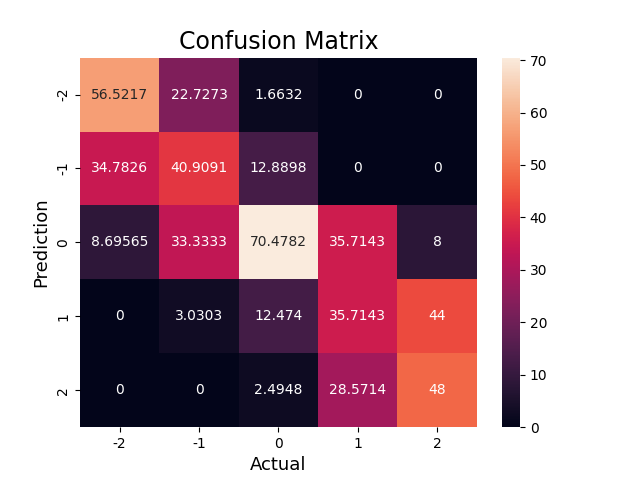 Confusion Matrix
Prediction
-2 56.5217 22.7273 1.6632 0 0
-1 34.7826 40.9091 12.8898 0 0
0 8.69565 33.3333 70.4782 35.7143 8
1 0 3.0303 12.474 35.7143 44
2 0 0 2.4948 28.5714 48
-2 -1 0 1 2
Actual
70
60
50
40
30
20
10
0